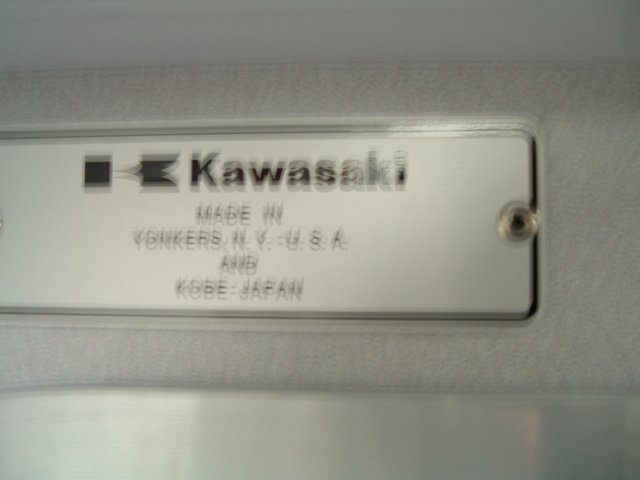 Kawasaki
MADE IN
YONKERS, N.Y.-U.S.A.
AND
KOBE-JAPAN